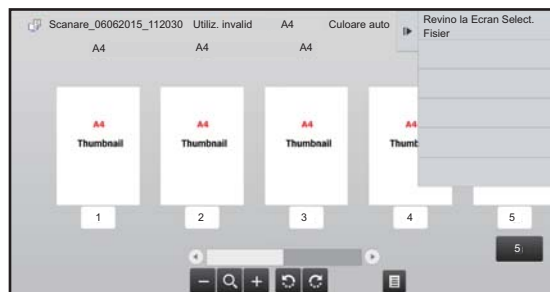 Scanare_06062015_112030 Utiliz. invalid A4 Culoare auto
Revino la Ecran Select.
Fisier
A4 A4 A4
A4 A4 A4 A4
Thumbnail Thumbnail Thumbnail Thumb
1 2 3 4 5
5